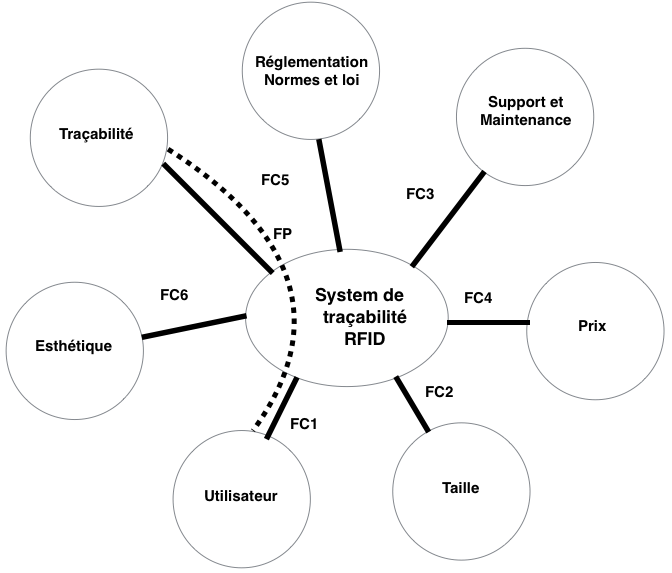 Réglementation
Normes et loi
Support et
Maintenance
Traçabilité
FC5
FC3
FP
FC6
System de
traçabilité
RFID
FC4
Prix
Esthétique
FC2
FC1
Utilisateur
Taille